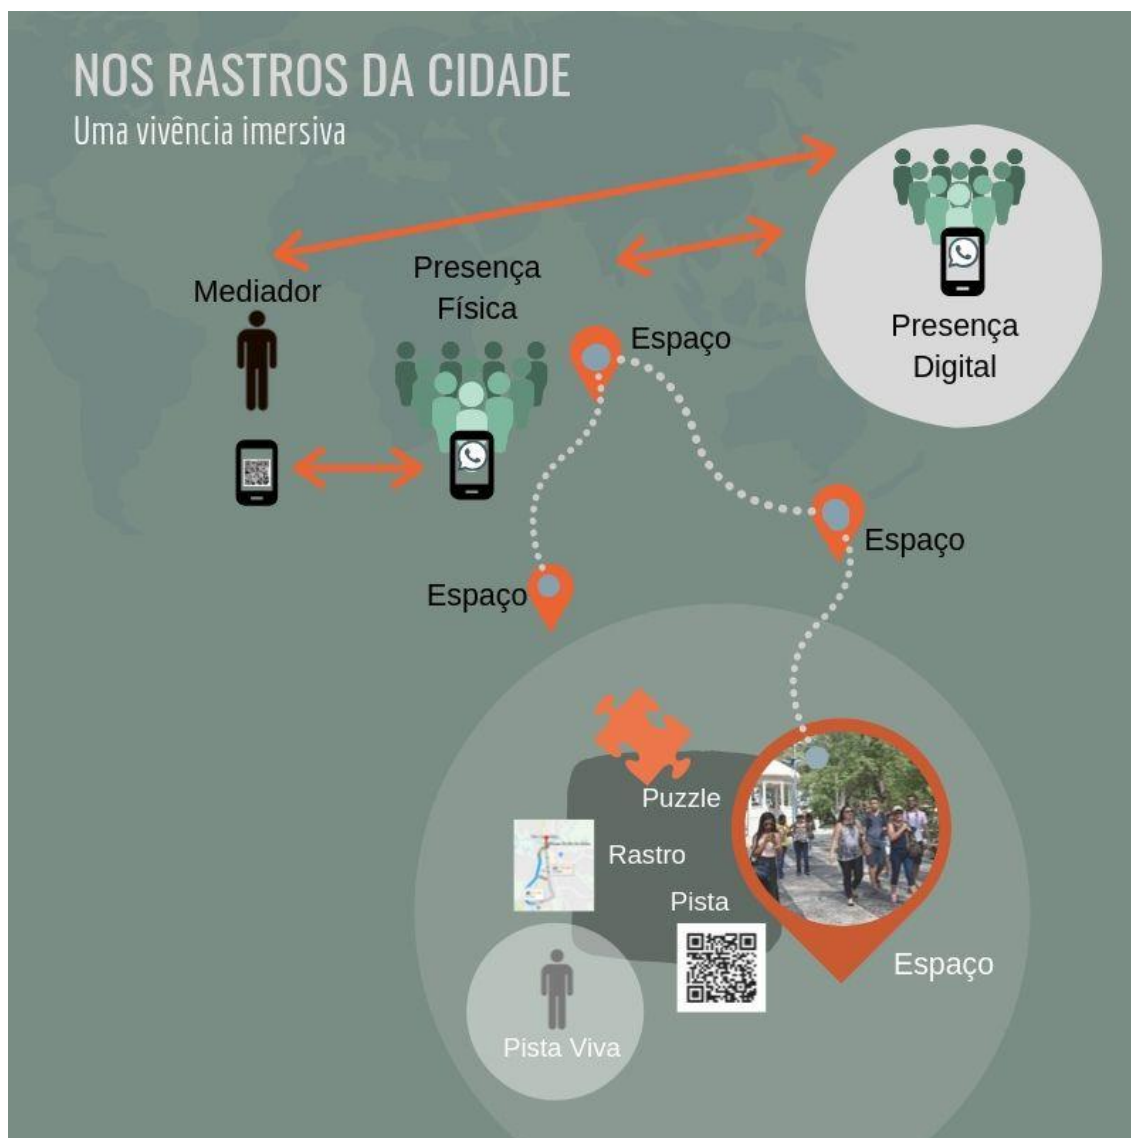 NOS RASTROS DA CIDADE
Uma vivência imersiva
Mediador
Presença
Física
Espaço
Presença
Digital
Espaço
Espaço
Puzzle
Rastro
Pista
Espaço
Pista Viva